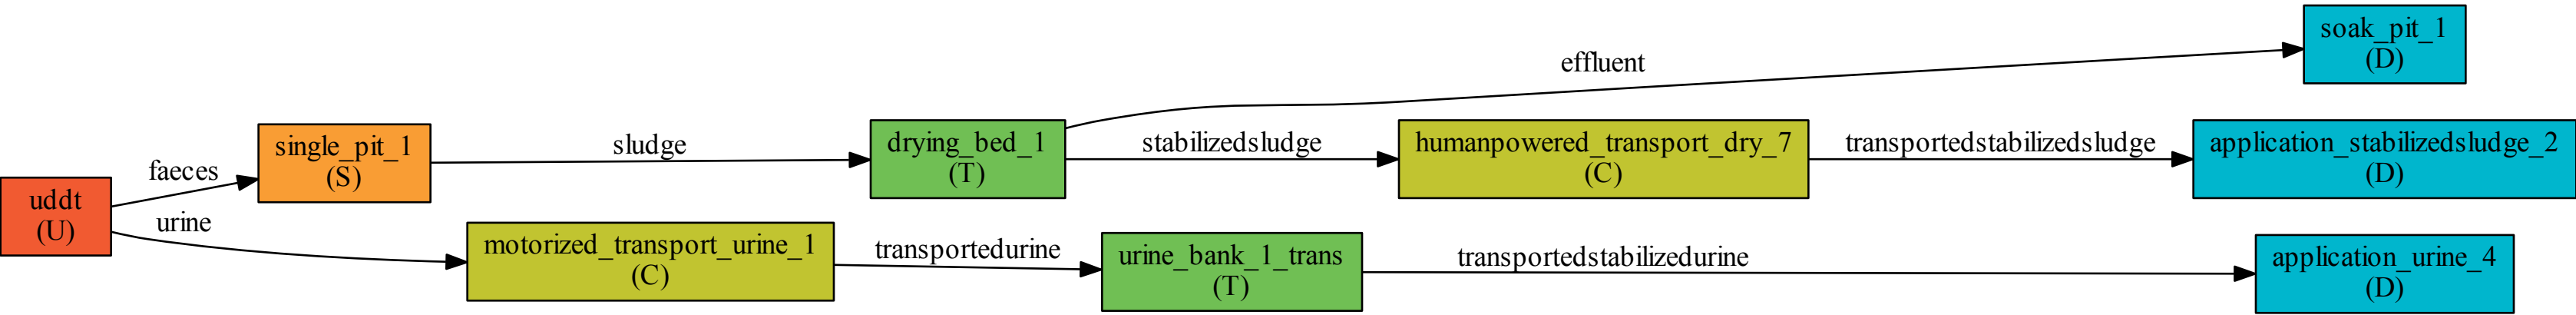 soak_pit_1
(D)
effluent
single_pit_1
(S)
sludge
drying_bed_1
(T)
stabilizedsludge
humanpowered_transport_dry_7
(C)
transportedstabilizedsludge
application_stabilizedsludge_2
(D)
faeces
uddt
(U)
urine
motorized_transport_urine_1
(C)
transportedurine
urine_bank_1_trans
(T)
transportedstabilizedurine
application_urine_4
(D)